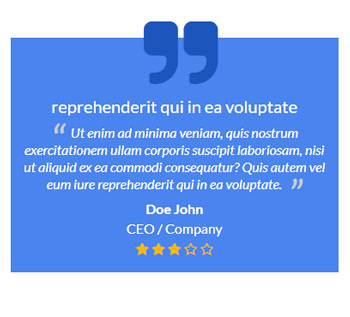 reprehenderit qui in ea voluptate
“ Ut enim ad minima veniam, quis nostrum
exercitationem ullam corporis suscipit laboriosam, nisi
ut aliquid ex ea commodi consequatur? Quis autem vel
eum iure reprehenderit qui in ea voluptate. ”
Doe John
CEO / Company